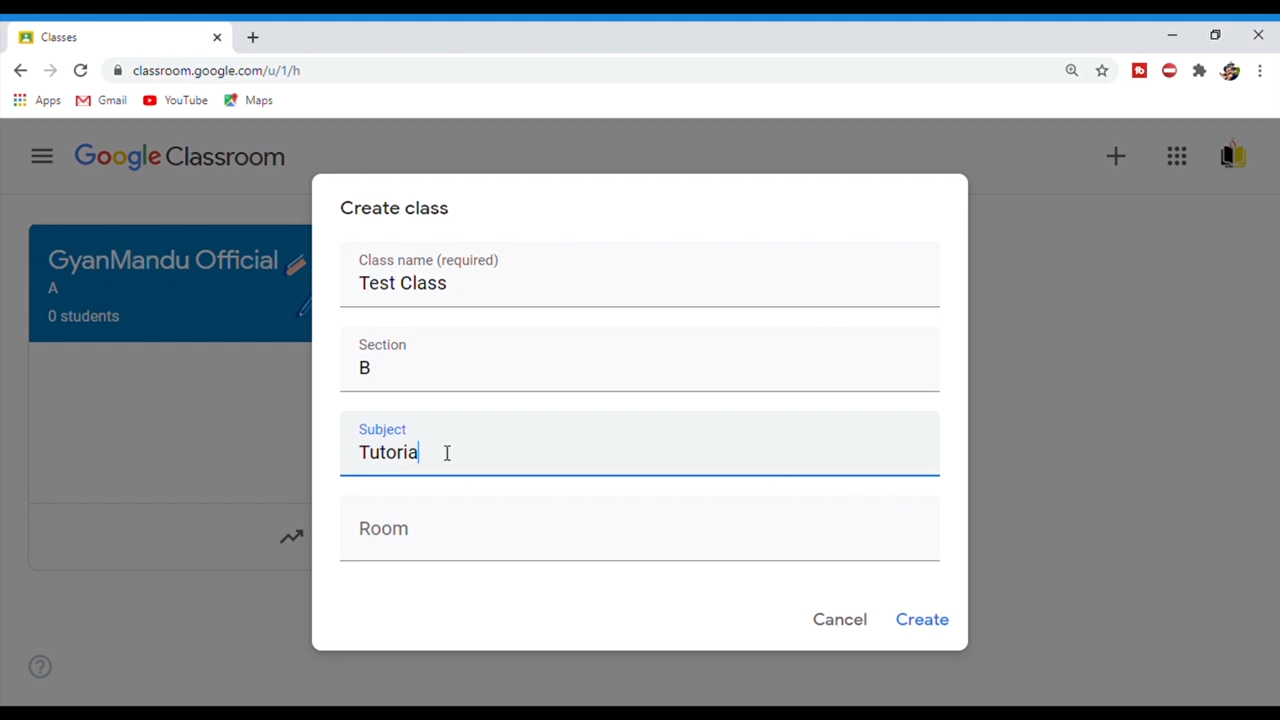 Classes
classroom.google.com/u/1/h
Apps Gmail YouTube Maps
Google Classroom
GyanMandu Official
A
0 students
Create class
Class name (required)
Test Class
Section
B
Subject
Tutoria
Room
Cancel Create